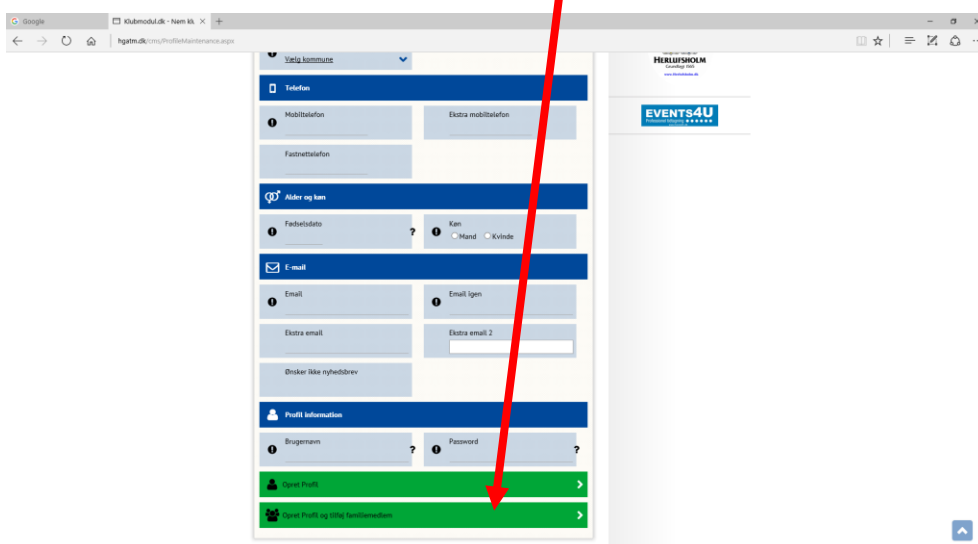 Google
Klubmodul.dk - Nem kl
hgatm.dk/cms/ProfileMaintenance.aspx
Vælg kommune
HERLUFSHOLM
Telefon
Mobiltelefon
Ekstra mobiltelefon
EVENTS4U
Fastnettelefon
Alder og køn
Fødselsdato
?
Køn
Mand
Kvinde
E-mail
Email
Email igen
Ekstra email
Ekstra email 2
Ønsker ikke nyhedsbrev
Profil information
Brugernavn
?
Password
?
Opret Profil
Opret Profil og tilføj familiemedlem